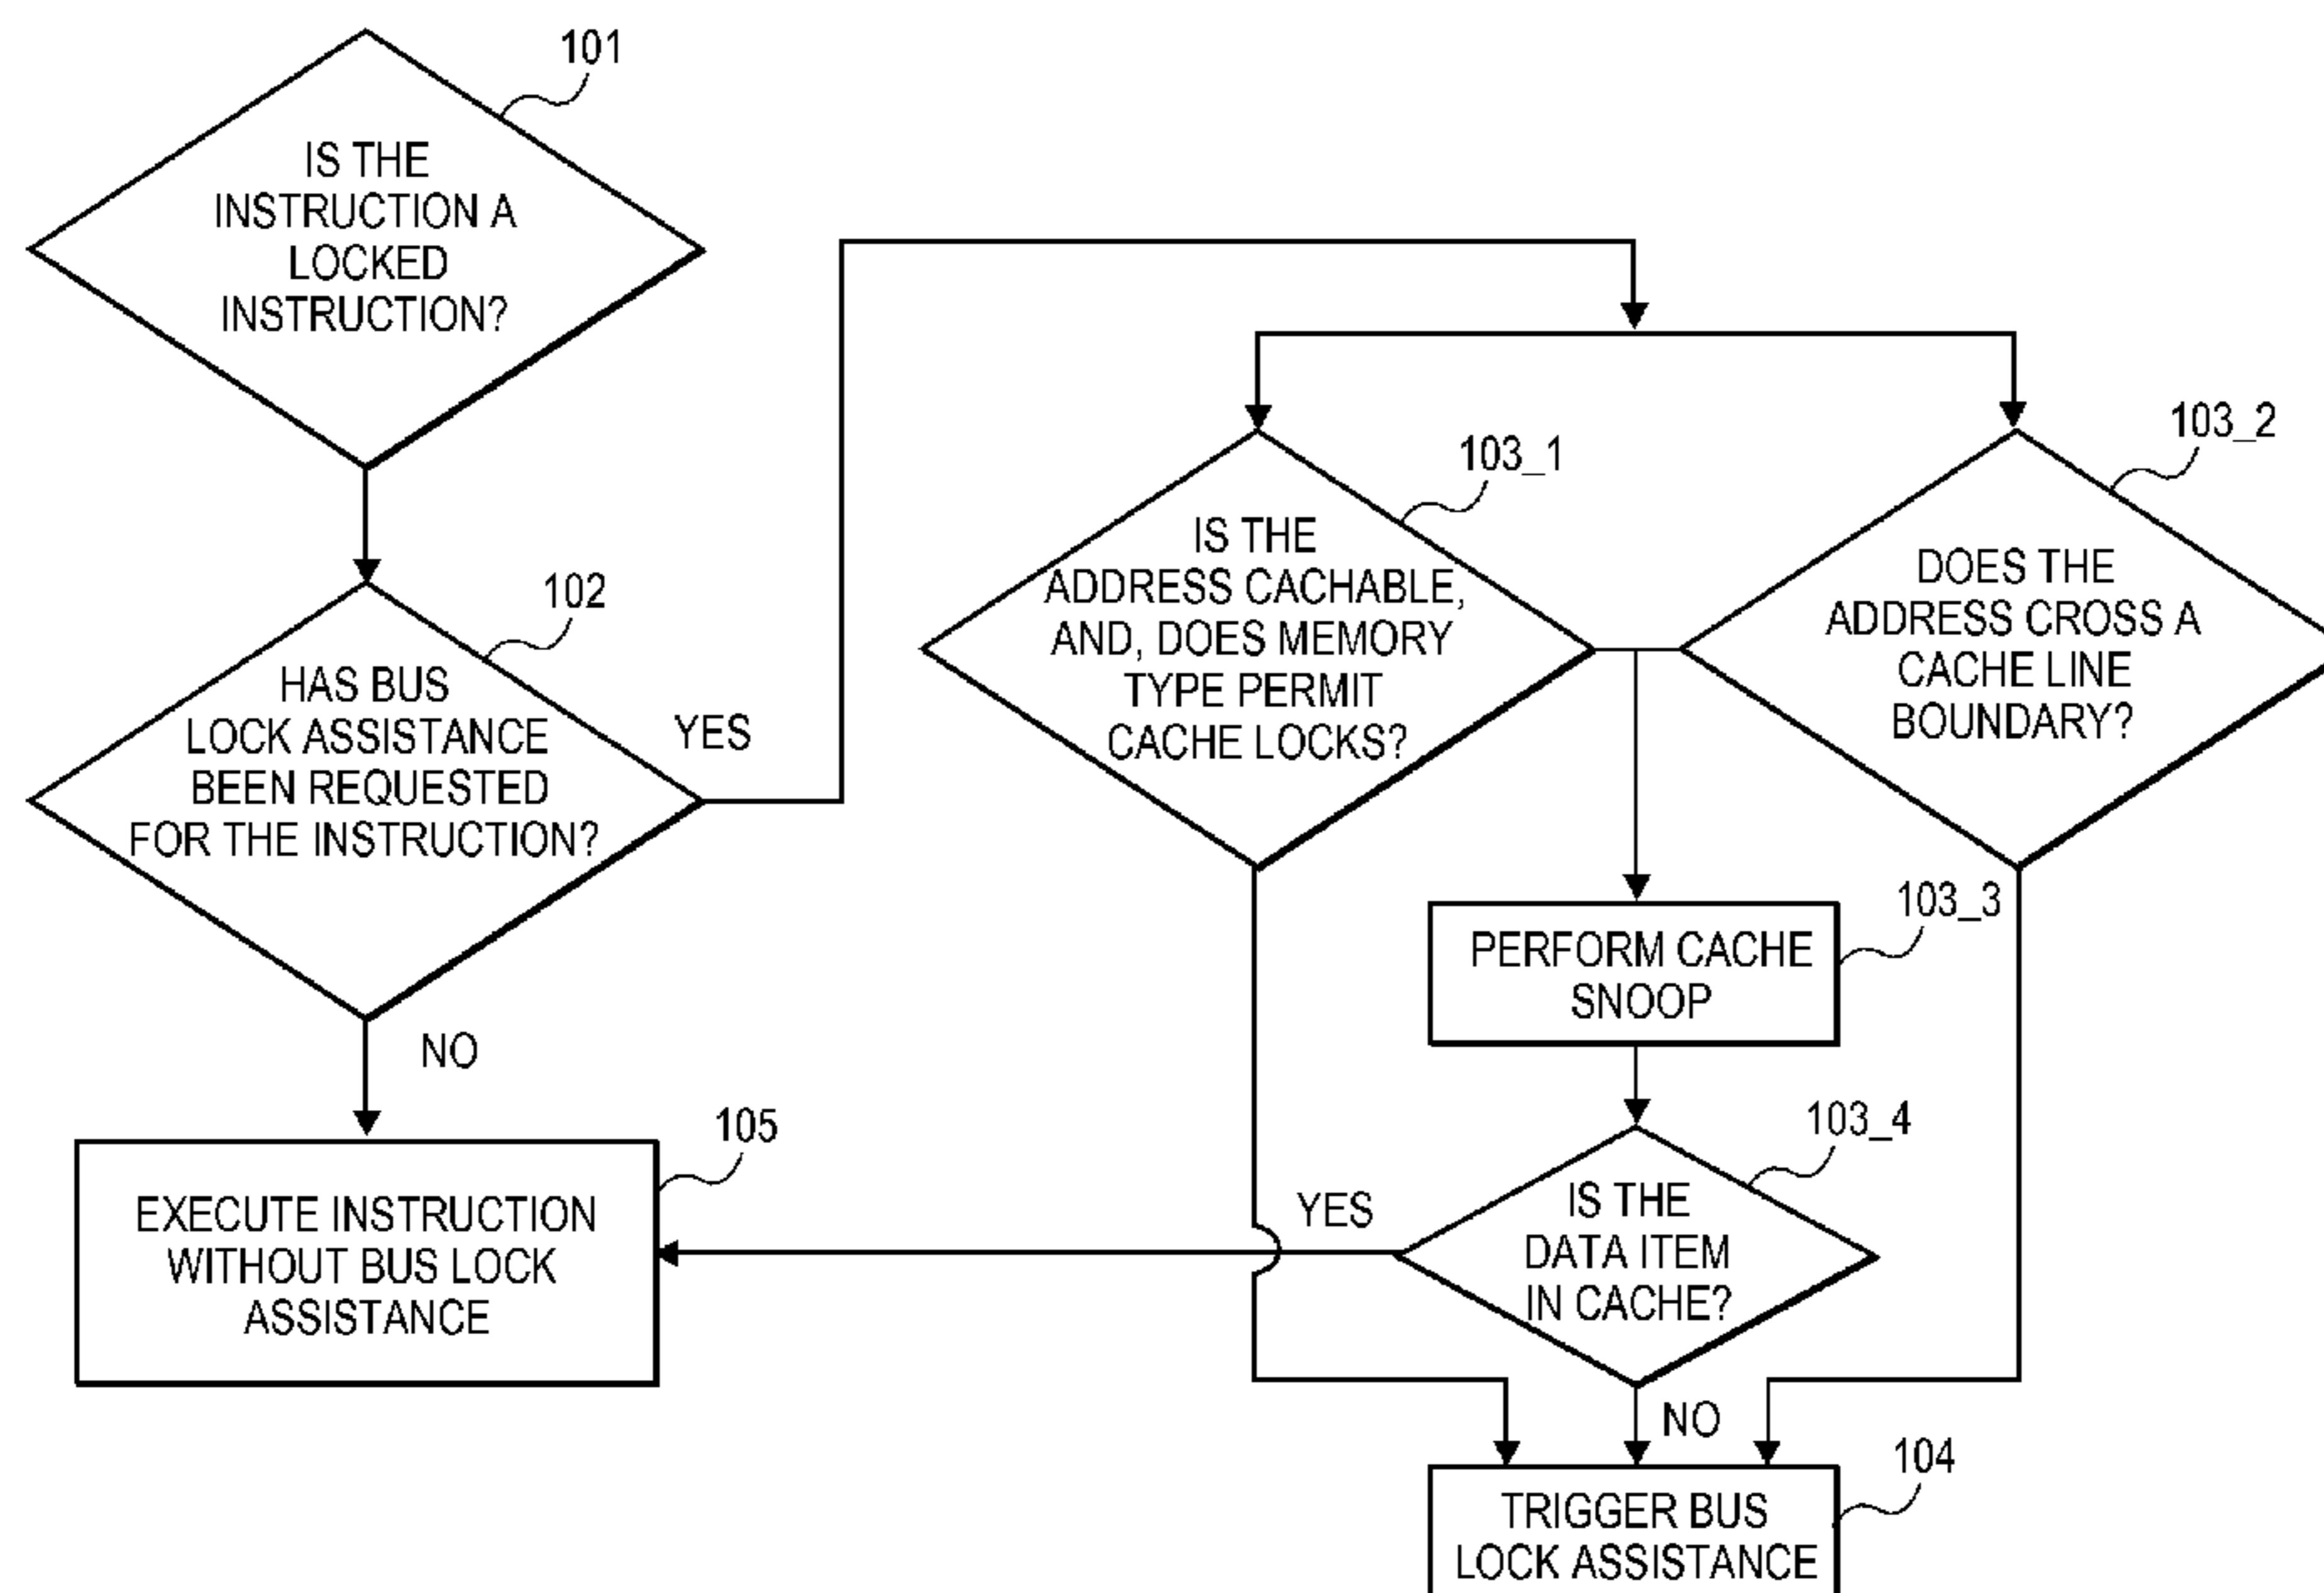 101
IS THE
INSTRUCTION A
LOCKED
INSTRUCTION?
102
HAS BUS
LOCK ASSISTANCE
BEEN REQUESTED
FOR THE INSTRUCTION?
YES
NO
103_1
IS THE
ADDRESS CACHABLE,
AND, DOES MEMORY
TYPE PERMIT
CACHE LOCKS?
103_2
DOES THE
ADDRESS CROSS A
CACHE LINE
BOUNDARY?
103_3
PERFORM CACHE
SNOOP
103_4
IS THE
DATA ITEM
IN CACHE?
YES
NO
105
EXECUTE INSTRUCTION
WITHOUT BUS LOCK
ASSISTANCE
104
TRIGGER BUS
LOCK ASSISTANCE